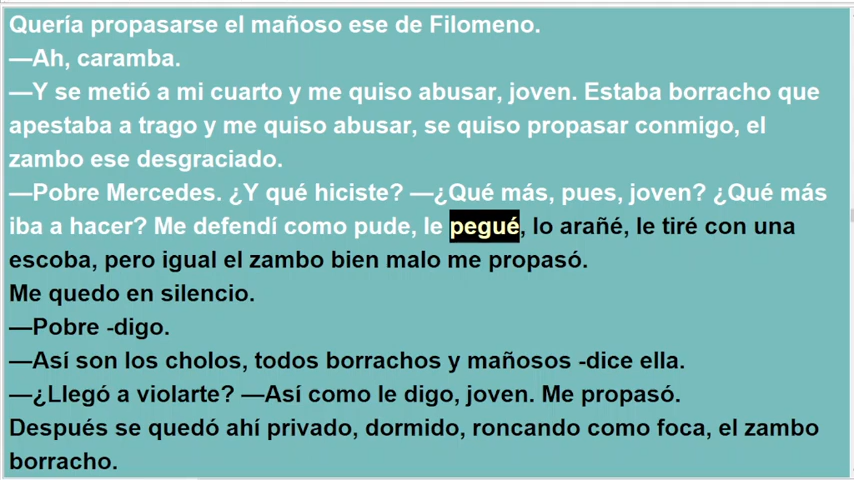 Quería propasarse el mañoso ese de Filomeno.
—Ah, caramba.
—Y se metió a mi cuarto y me quiso abusar, joven. Estaba borracho que
apestaba a trago y me quiso abusar, se quiso propasar conmigo, el
zambo ese desgraciado.
—Pobre Mercedes. ¿Y qué hiciste? —¿Qué más, pues, joven? ¿Qué más
iba a hacer? Me defendí como pude, le pegué, lo arañé, le tiré con una
escoba, pero igual el zambo bien malo me propasó.
Me quedo en silencio.
—Pobre -digo.
—Así son los cholos, todos borrachos y mañosos -dice ella.
—¿Llegó a violarte? —Así como le digo, joven. Me propasó.
Después se quedó ahí privado, dormido, roncando como foca, el zambo
borracho.